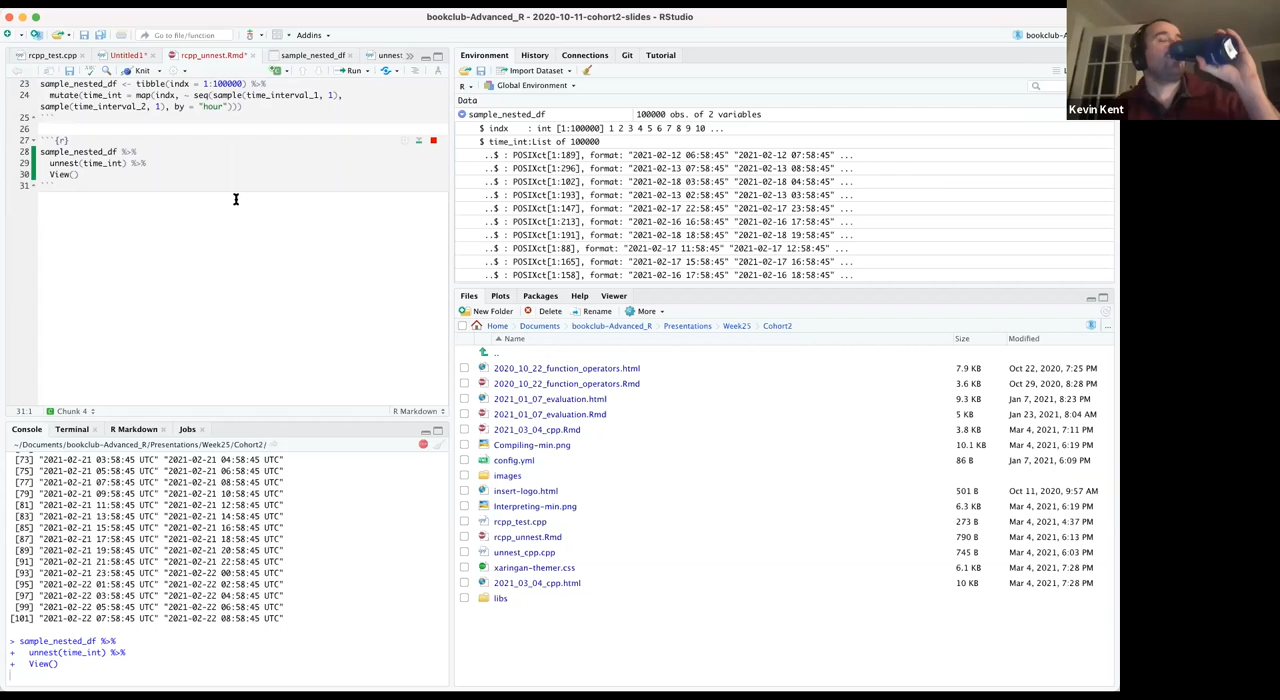 bookclub-Advanced_R - 2020-10-11-cohort2-slides - RStudio
Go to file/function
Addins
bookclub-A
rcpp_test.cpp
Untitled1*
rcpp_unnest.Rmd*
sample_nested_df
unnest
Knit
Run
23 sample_nested_df <- tibble(indx = 1:100000) %>%
24 mutate(time_int = map(indx, ~ seq(sample(time_interval_1, 1),
sample(time_interval_2, 1), by = "hour")))
25 ```
26
27 ```{r}
28 sample_nested_df %>%
29 unnest(time_int) %>%
30 View()
31 ```
31:1 Chunk 4 R Markdown
Console Terminal R Markdown Jobs
~/Documents/bookclub-Advanced_R/Presentations/Week25/Cohort2/
[73] "2021-02-21 03:58:45 UTC" "2021-02-21 04:58:45 UTC"
[75] "2021-02-21 05:58:45 UTC" "2021-02-21 06:58:45 UTC"
[77] "2021-02-21 07:58:45 UTC" "2021-02-21 08:58:45 UTC"
[79] "2021-02-21 09:58:45 UTC" "2021-02-21 10:58:45 UTC"
[81] "2021-02-21 11:58:45 UTC" "2021-02-21 12:58:45 UTC"
[83] "2021-02-21 13:58:45 UTC" "2021-02-21 14:58:45 UTC"
[85] "2021-02-21 15:58:45 UTC" "2021-02-21 16:58:45 UTC"
[87] "2021-02-21 17:58:45 UTC" "2021-02-21 18:58:45 UTC"
[89] "2021-02-21 19:58:45 UTC" "2021-02-21 20:58:45 UTC"
[91] "2021-02-21 21:58:45 UTC" "2021-02-21 22:58:45 UTC"
[93] "2021-02-21 23:58:45 UTC" "2021-02-22 00:58:45 UTC"
[95] "2021-02-22 01:58:45 UTC" "2021-02-22 02:58:45 UTC"
[97] "2021-02-22 03:58:45 UTC" "2021-02-22 04:58:45 UTC"
[99] "2021-02-22 05:58:45 UTC" "2021-02-22 06:58:45 UTC"
[101] "2021-02-22 07:58:45 UTC" "2021-02-22 08:58:45 UTC"
> sample_nested_df %>%
+ unnest(time_int) %>%
+ View()
Environment History Connections Git Tutorial
Import Dataset
R Global Environment
Data
sample_nested_df 100000 obs. of 2 variables
$ indx : int [1:100000] 1 2 3 4 5 6 7 8 9 10 ...
$ time_int:List of 100000
..$ : POSIXct[1:189], format: "2021-02-12 06:58:45" "2021-02-12 07:58:45" ...
..$ : POSIXct[1:296], format: "2021-02-13 07:58:45" "2021-02-13 08:58:45" ...
..$ : POSIXct[1:102], format: "2021-02-18 03:58:45" "2021-02-18 04:58:45" ...
..$ : POSIXct[1:193], format: "2021-02-13 02:58:45" "2021-02-13 03:58:45" ...
..$ : POSIXct[1:147], format: "2021-02-17 22:58:45" "2021-02-17 23:58:45" ...
..$ : POSIXct[1:213], format: "2021-02-16 16:58:45" "2021-02-16 17:58:45" ...
..$ : POSIXct[1:191], format: "2021-02-18 18:58:45" "2021-02-18 19:58:45" ...
..$ : POSIXct[1:88], format: "2021-02-17 11:58:45" "2021-02-17 12:58:45" ...
..$ : POSIXct[1:165], format: "2021-02-17 15:58:45" "2021-02-17 16:58:45" ...
..$ : POSIXct[1:158], format: "2021-02-16 17:58:45" "2021-02-16 18:58:45" ...
Files Plots Packages Help Viewer
New Folder Delete Rename More
Home Documents bookclub-Advanced_R Presentations Week25 Cohort2 ...
Name Size Modified
..
2020_10_22_function_operators.html 7.9 KB Oct 22, 2020, 7:25 PM
2020_10_22_function_operators.Rmd 3.6 KB Oct 29, 2020, 8:28 PM
2021_01_07_evaluation.html 9.3 KB Jan 7, 2021, 8:23 PM
2021_01_07_evaluation.Rmd 5 KB Jan 23, 2021, 8:04 AM
2021_03_04_cpp.Rmd 3.8 KB Mar 4, 2021, 7:11 PM
Compiling-min.png 10.1 KB Mar 4, 2021, 6:19 PM
config.yml 86 B Jan 7, 2021, 6:09 PM
images
insert-logo.html 501 B Oct 11, 2020, 9:57 AM
Interpreting-min.png 6.3 KB Mar 4, 2021, 6:19 PM
rcpp_test.cpp 273 B Mar 4, 2021, 4:37 PM
rcpp_unnest.Rmd 790 B Mar 4, 2021, 6:13 PM
unnest_cpp.cpp 745 B Mar 4, 2021, 6:03 PM
xaringan-themer.css 6.1 KB Mar 4, 2021, 7:28 PM
2021_03_04_cpp.html 10 KB Mar 4, 2021, 7:28 PM
libs
Kevin Kent